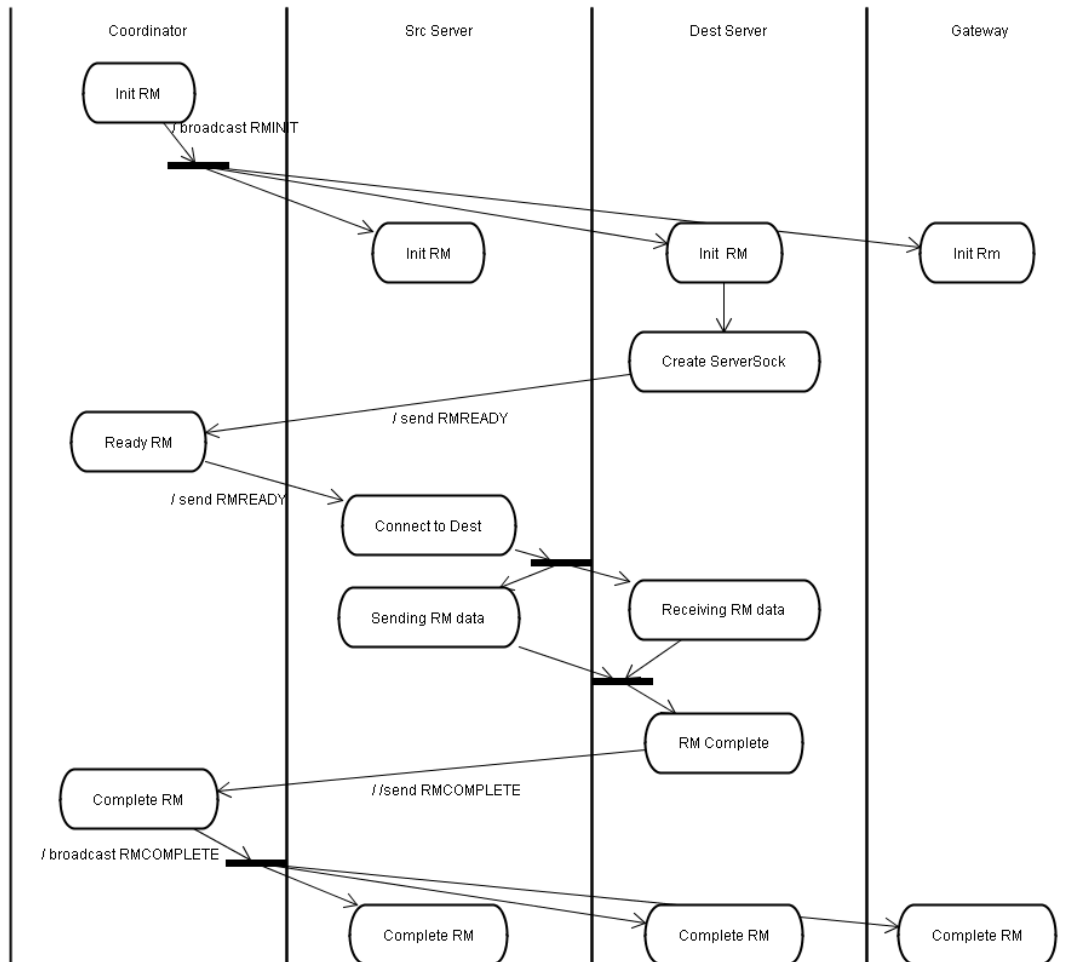 Coordinator
Src Server
Dest Server
Gateway
Init RM
/ broadcast RMINIT
Init RM
Init  RM
Init Rm
Create ServerSock
/ send RMREADY
Ready RM
/ send RMREADY
Connect to Dest
Sending RM data
Receiving RM data
RM Complete
/ /send RMCOMPLETE
Complete RM
/ broadcast RMCOMPLETE
Complete RM
Complete RM
Complete RM